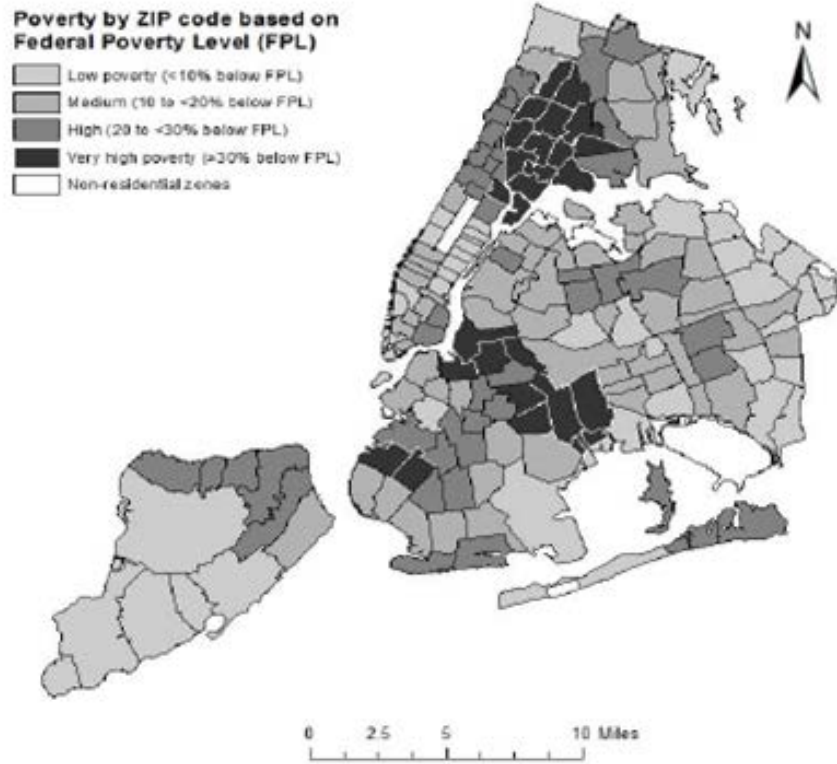 Poverty by ZIP code based on
Federal Poverty Level (FPL)
Low poverty (<10% below FPL)
Medium (10 to <20% below FPL)
High (20 to <30% below FPL)
Very high poverty (≥30% below FPL)
Non-residential zones
N
0 2.5 5 10 Miles